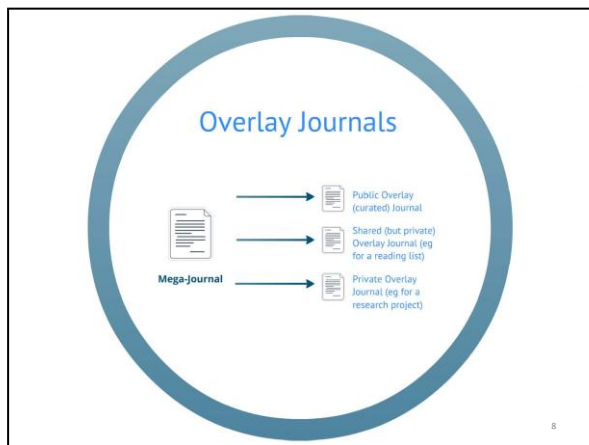 Overlay Journals
Mega-Journal
Public Overlay
(curated) Journal
Shared (but private)
Overlay Journal (eg
for a reading list)
Private Overlay
Journal (eg for a
research project)
8